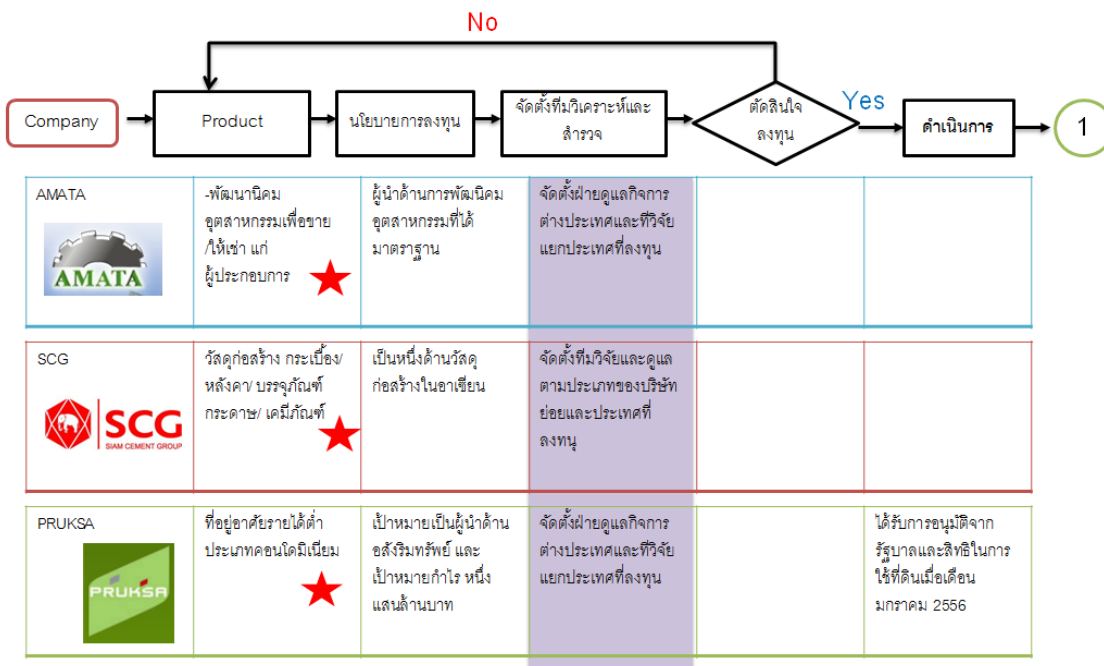 No
Company
Product
นโยบายการลงทุน
จัดตั้งทีมวิเคราะห์และ
สำรวจ
ตัดสินใจ
ลงทุน
Yes
ดำเนินการ
1
AMATA
AMATA
-พัฒนานิคม
อุตสาหกรรมเพื่อขาย
/ให้เช่า แก่
ผู้ประกอบการ
ผู้นำด้านการพัฒนิคม
อุตสาหกรรมที่ได้
มาตราฐาน
จัดตั้งฝ่ายดูแลกิจการ
ต่างประเทศและที่วิจัย
แยกประเทศที่ลงทุน
SCG
SCG
SIAM CEMENT GROUP
วัสดุก่อสร้าง กระเบื้อง/
หลังคา/ บรรจุภัณฑ์
กระดาษ/ เคมีภัณฑ์
เป็นหนึ่งด้านวัสดุ
ก่อสร้างในอาเซียน
จัดตั้งทีมวิจัยและดูแล
ตามประเภทของบริษัท
ย่อยและประเทศที่
ลงทนุ
PRUKSA
PRUKSA
ที่อยู่อาศัยรายได้ต่ำ
ประเภทคอนโดมิเนียม
เป้าหมายเป็นผู้นำด้าน
อสังริมทรัพย์ และ
เป้าหมายกำไร หนึ่ง
แสนล้านบาท
จัดตั้งฝ่ายดูแลกิจการ
ต่างประเทศและที่วิจัย
แยกประเทศที่ลงทุน
ได้รับการอนุมัติจาก
รัฐบาลและสิทธิในการ
ใช้ที่ดินเมื่อเดือน
มกราคม 2556